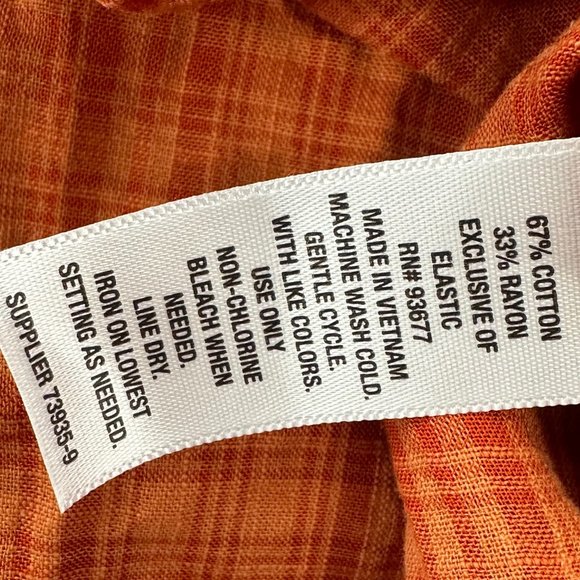 67% COTTON
33% RAYON
EXCLUSIVE OF
ELASTIC
RN# 93677
MADE IN VIETNAM
MACHINE WASH COLD.
GENTLE CYCLE.
WITH LIKE COLORS.
USE ONLY
NON-CHLORINE
BLEACH WHEN
NEEDED.
LINE DRY.
IRON ON LOWEST
SETTING AS NEEDED.
SUPPLIER 73935-9